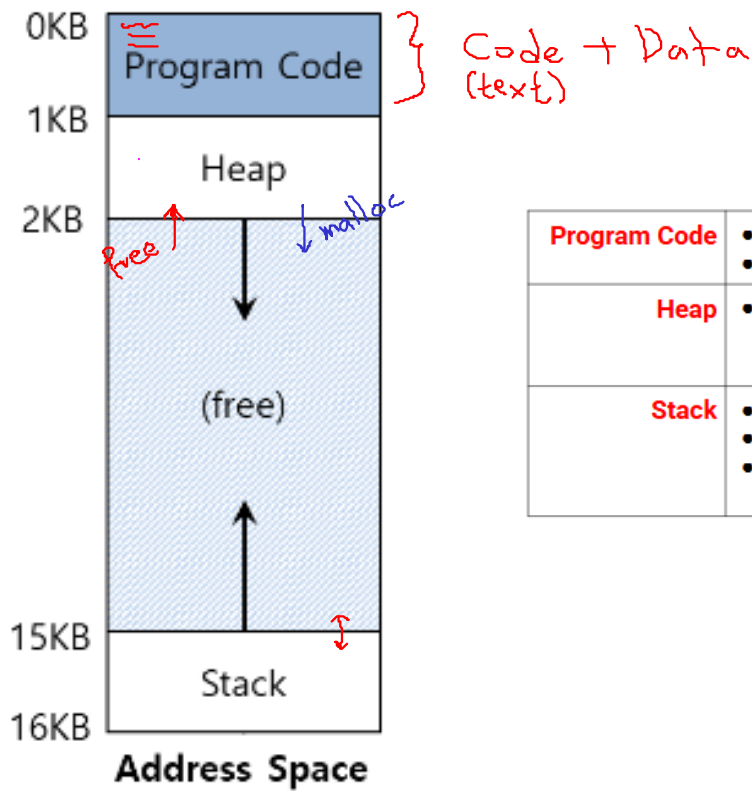 0KB
Program Code
Code + Data
(text)
1KB
Heap
2KB
free
malloc
(free)
15KB
Stack
16KB
Address Space
Program Code
Heap
Stack